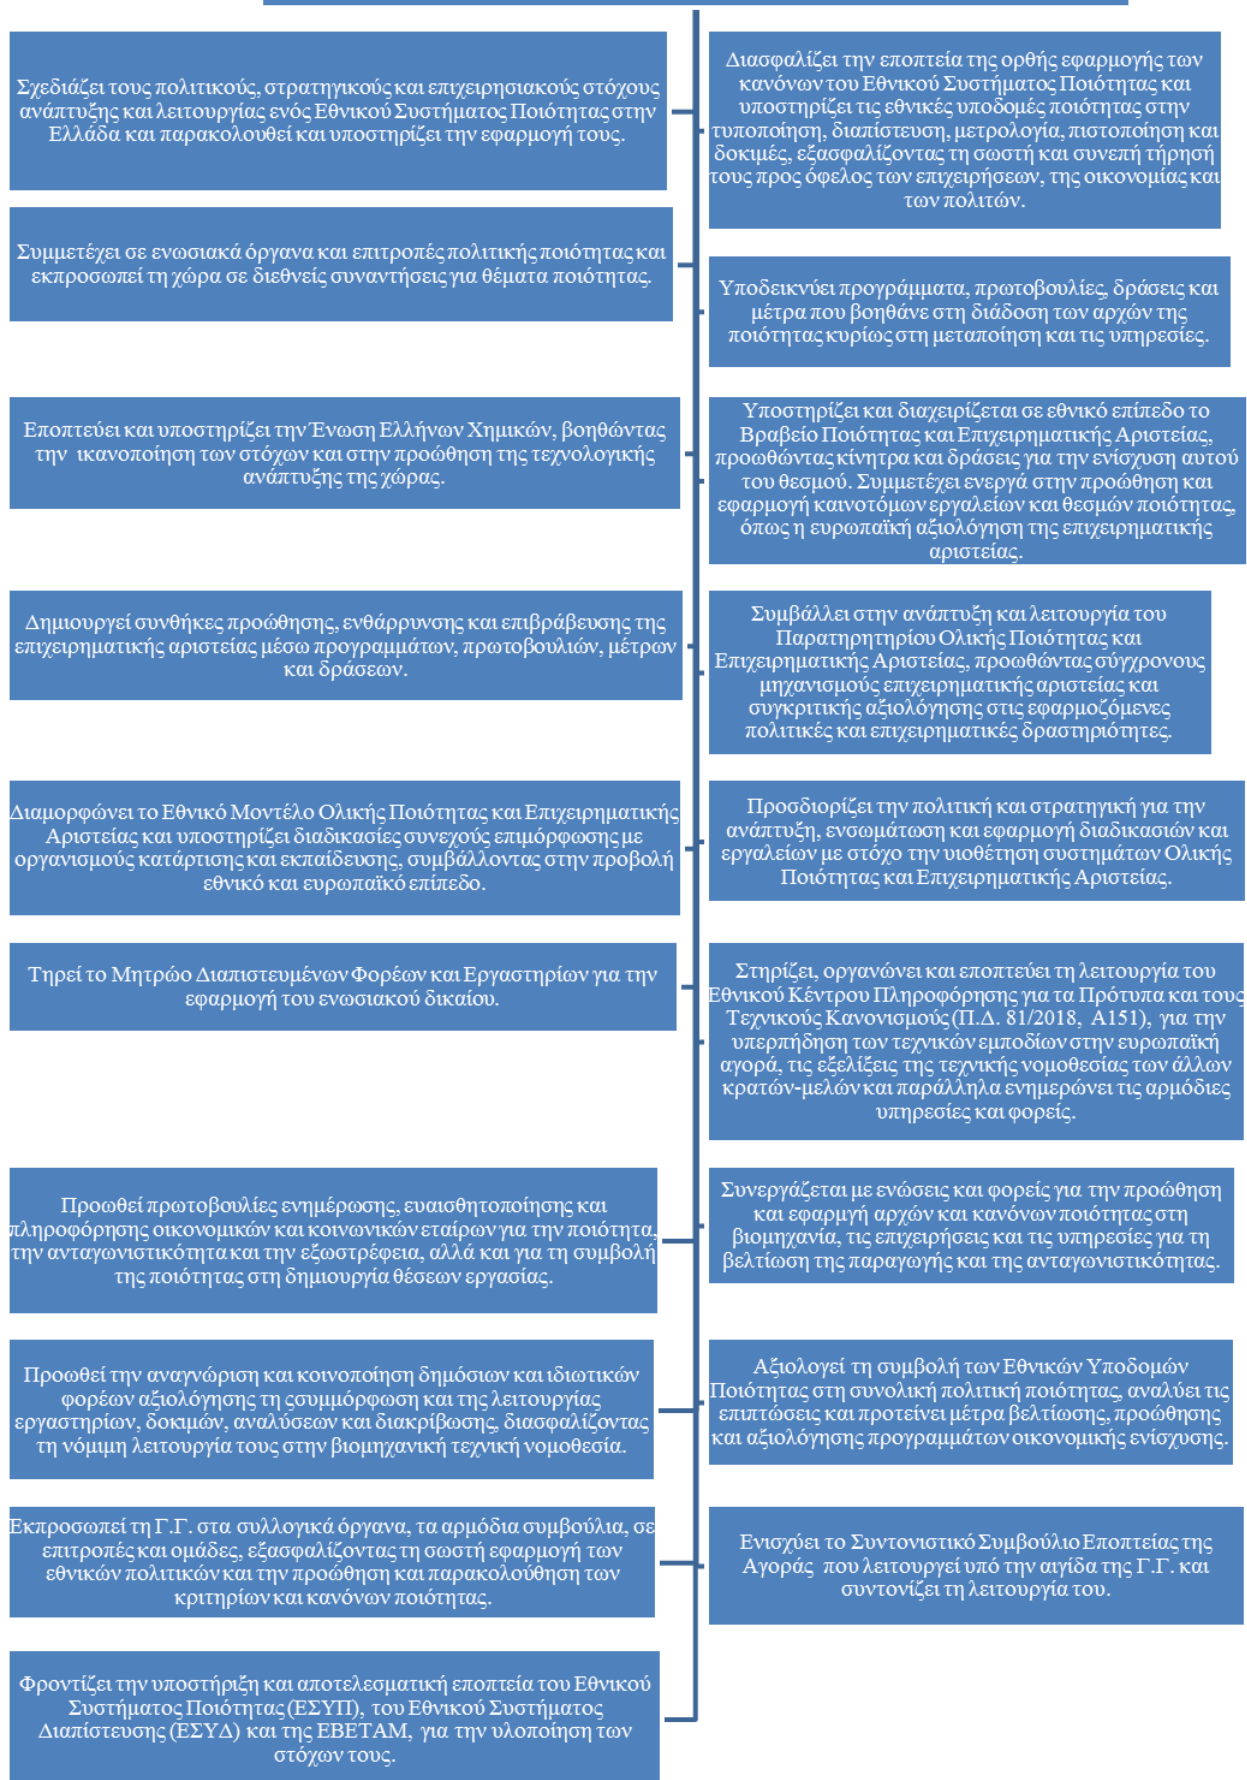 Σχεδιάζει τους πολιτικούς, στρατηγικούς και επιχειρησιακούς στόχους
ανάπτυξης και λειτουργίας ενός Εθνικού Συστήματος Ποιότητας στην
Ελλάδα και παρακολουθεί και υποστηρίζει την εφαρμογή τους.
Διασφαλίζει την εποπτεία της ορθής εφαρμογής των
κανόνων του Εθνικού Συστήματος Ποιότητας και
υποστηρίζει τις εθνικές υποδομές ποιότητας στην
τυποποίηση, διαπίστευση, μετρολογία, πιστοποίηση και
δοκιμές, εξασφαλίζοντας τη σωστή και συνεπή τήρησή
τους προς όφελος των επιχειρήσεων, της οικονομίας και
των πολιτών.
Συμμετέχει σε ενωσιακά όργανα και επιτροπές πολιτικής ποιότητας και
εκπροσωπεί τη χώρα σε διεθνείς συναντήσεις για θέματα ποιότητας.
Υποδεικνύει προγράμματα, πρωτοβουλίες, δράσεις και
μέτρα που βοηθάνε στη διάδοση των αρχών της
ποιότητας κυρίως στη μεταποίηση και τις υπηρεσίες.
Εποπτεύει και υποστηρίζει την Ένωση Ελλήνων Χημικών, βοηθώντας
την ικανοποίηση των στόχων και στην προώθηση της τεχνολογικής
ανάπτυξης της χώρας.
Υποστηρίζει και διαχειρίζεται σε εθνικό επίπεδο το
Βραβείο Ποιότητας και Επιχειρηματικής Αριστείας,
προωθώντας κίνητρα και δράσεις για την ενίσχυση αυτού
του θεσμού. Συμμετέχει ενεργά στην προώθηση και
εφαρμογή καινοτόμων εργαλείων και θεσμών ποιότητας,
όπως η ευρωπαϊκή αξιολόγηση της επιχειρηματικής
αριστείας.
Δημιουργεί συνθήκες προώθησης, ενθάρρυνσης και επιβράβευσης της
επιχειρηματικής αριστείας μέσω προγραμμάτων, πρωτοβουλιών, μέτρων
και δράσεων.
Συμβάλλει στην ανάπτυξη και λειτουργία του
Παρατηρητηρίου Ολικής Ποιότητας και
Επιχειρηματικής Αριστείας, προωθώντας σύγχρονους
μηχανισμούς επιχειρηματικής αριστείας και
συγκριτικής αξιολόγησης στις εφαρμοζόμενες
πολιτικές και επιχειρηματικές δραστηριότητες.
Διαμορφώνει το Εθνικό Μοντέλο Ολικής Ποιότητας και Επιχειρηματικής
Αριστείας και υποστηρίζει διαδικασίες συνεχούς επιμόρφωσης με
οργανισμούς κατάρτισης και εκπαίδευσης, συμβάλλοντας στην προβολή
εθνικό και ευρωπαϊκό επίπεδο.
Προσδιορίζει την πολιτική και στρατηγική για την
ανάπτυξη, ενσωμάτωση και εφαρμογή διαδικασιών και
εργαλείων με στόχο την υιοθέτηση συστημάτων Ολικής
Ποιότητας και Επιχειρηματικής Αριστείας.
Τηρεί το Μητρώο Διαπιστευμένων Φορέων και Εργαστηρίων για την
εφαρμογή του ενωσιακού δικαίου.
Στηρίζει, οργανώνει και εποπτεύει τη λειτουργία του
Εθνικού Κέντρου Πληροφόρησης για τα Πρότυπα και τους
Τεχνικούς Κανονισμούς (Π.Δ. 81/2018, Α151), για την
υπερπήδηση των τεχνικών εμποδίων στην ευρωπαϊκή
αγορά, τις εξελίξεις της τεχνικής νομοθεσίας των άλλων
κρατών-μελών και παράλληλα ενημερώνει τις αρμόδιες
υπηρεσίες και φορείς.
Προωθεί πρωτοβουλίες ενημέρωσης, ευαισθητοποίησης και
πληροφόρησης οικονομικών και κοινωνικών εταίρων για την ποιότητα,
την ανταγωνιστικότητα και την εξωστρέφεια, αλλά και για τη συμβολή
της ποιότητας στη δημιουργία θέσεων εργασίας.
Συνεργάζεται με ενώσεις και φορείς για την προώθηση
και εφαρμγή αρχών και κανόνων ποιότητας στη
βιομηχανία, τις επιχειρήσεις και τις υπηρεσίες για τη
βελτίωση της παραγωγής και της ανταγωνιστικότητας.
Προωθεί την αναγνώριση και κοινοποίηση δημόσιων και ιδιωτικών
φορέων αξιολόγησης τη ςσυμμόρφωση και της λειτουργίας
εργαστηρίων, δοκιμών, αναλύσεων και διακρίβωσης, διασφαλίζοντας
τη νόμιμη λειτουργία τους στην βιομηχανική τεχνική νομοθεσία.
Αξιολογεί τη συμβολή των Εθνικών Υποδομών
Ποιότητας στη συνολική πολιτική ποιότητας, αναλύει τις
επιπτώσεις και προτείνει μέτρα βελτίωσης, προώθησης
και αξιολόγησης προγραμμάτων οικονομικής ενίσχυσης.
Εκπροσωπεί τη Γ.Γ. στα συλλογικά όργανα, τα αρμόδια συμβούλια, σε
επιτροπές και ομάδες, εξασφαλίζοντας τη σωστή εφαρμογή των
εθνικών πολιτικών και την προώθηση και παρακολούθηση των
κριτηρίων και κανόνων ποιότητας.
Ενισχύει το Συντονιστικό Συμβούλιο Εποπτείας της
Αγοράς που λειτουργεί υπό την αιγίδα της Γ.Γ. και
συντονίζει τη λειτουργία του.
Φροντίζει την υποστήριξη και αποτελεσματική εποπτεία του Εθνικού
Συστήματος Ποιότητας (ΕΣΥΠ), του Εθνικού Συστήματος
Διαπίστευσης (ΕΣΥΔ) και της ΕΒΕΤΑΜ, για την υλοποίηση των
στόχων τους.